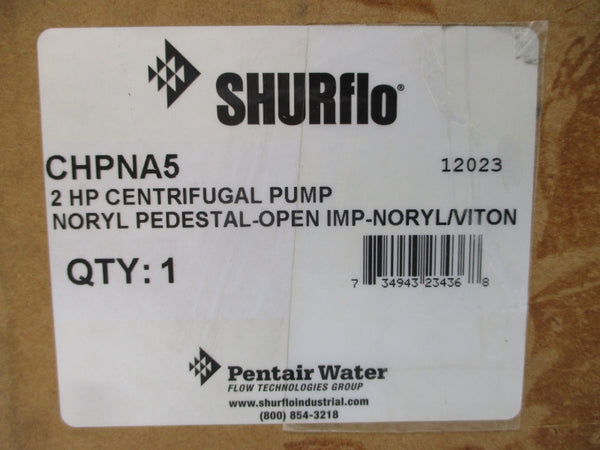 SHURflo®
CHPNA5 12023
2 HP CENTRIFUGAL PUMP
NORYL PEDESTAL-OPEN IMP-NORYL/VITON
QTY: 1
7 34943 23436 8
Pentair Water
FLOW TECHNOLOGIES GROUP
www.shurfloindustrial.com
(800) 854-3218